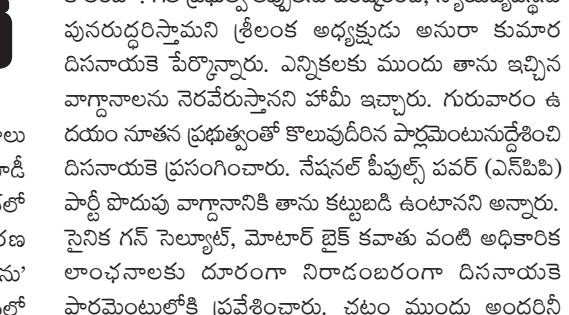 పునరుద్ధరిస్తామని శ్రీలంక అధ్యక్షుడు అనురా కుమార
దిసనాయకె పేర్కొన్నారు. ఎన్నికలకు ముందు తాను ఇచ్చిన
వాగ్దానాలను నెరవేరుస్తానని హామీ ఇచ్చారు. గురువారం ఉ
దయం నూతన ప్రభుత్వంతో కొలువుదీరిన పార్లమెంటునుద్దేశించి
దిసనాయకె ప్రసంగించారు. నేషనల్ పీపుల్స్ పవర్ (ఎన్‌పిపి)
పార్టీ పొదుపు వాగ్దానానికి తాను కట్టుబడి ఉంటానని అన్నారు.
సైనిక గన్ సెల్యూట్, మోటార్ బైక్ కవాతు వంటి అధికారిక
లాంఛనాలకు దూరంగా నిరాడంబరంగా దిసనాయకె
పార్లమెంటులోకి ప్రవేశించారు. చట్టం ముందు అందరినీ